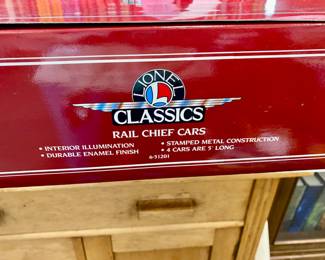 LIONEL
L
CLASSICS
RAIL CHIEF CARS
• INTERIOR ILLUMINATION
• DURABLE ENAMEL FINISH
• STAMPED METAL CONSTRUCTION
• 4 CARS ARE 5' LONG
6-51201